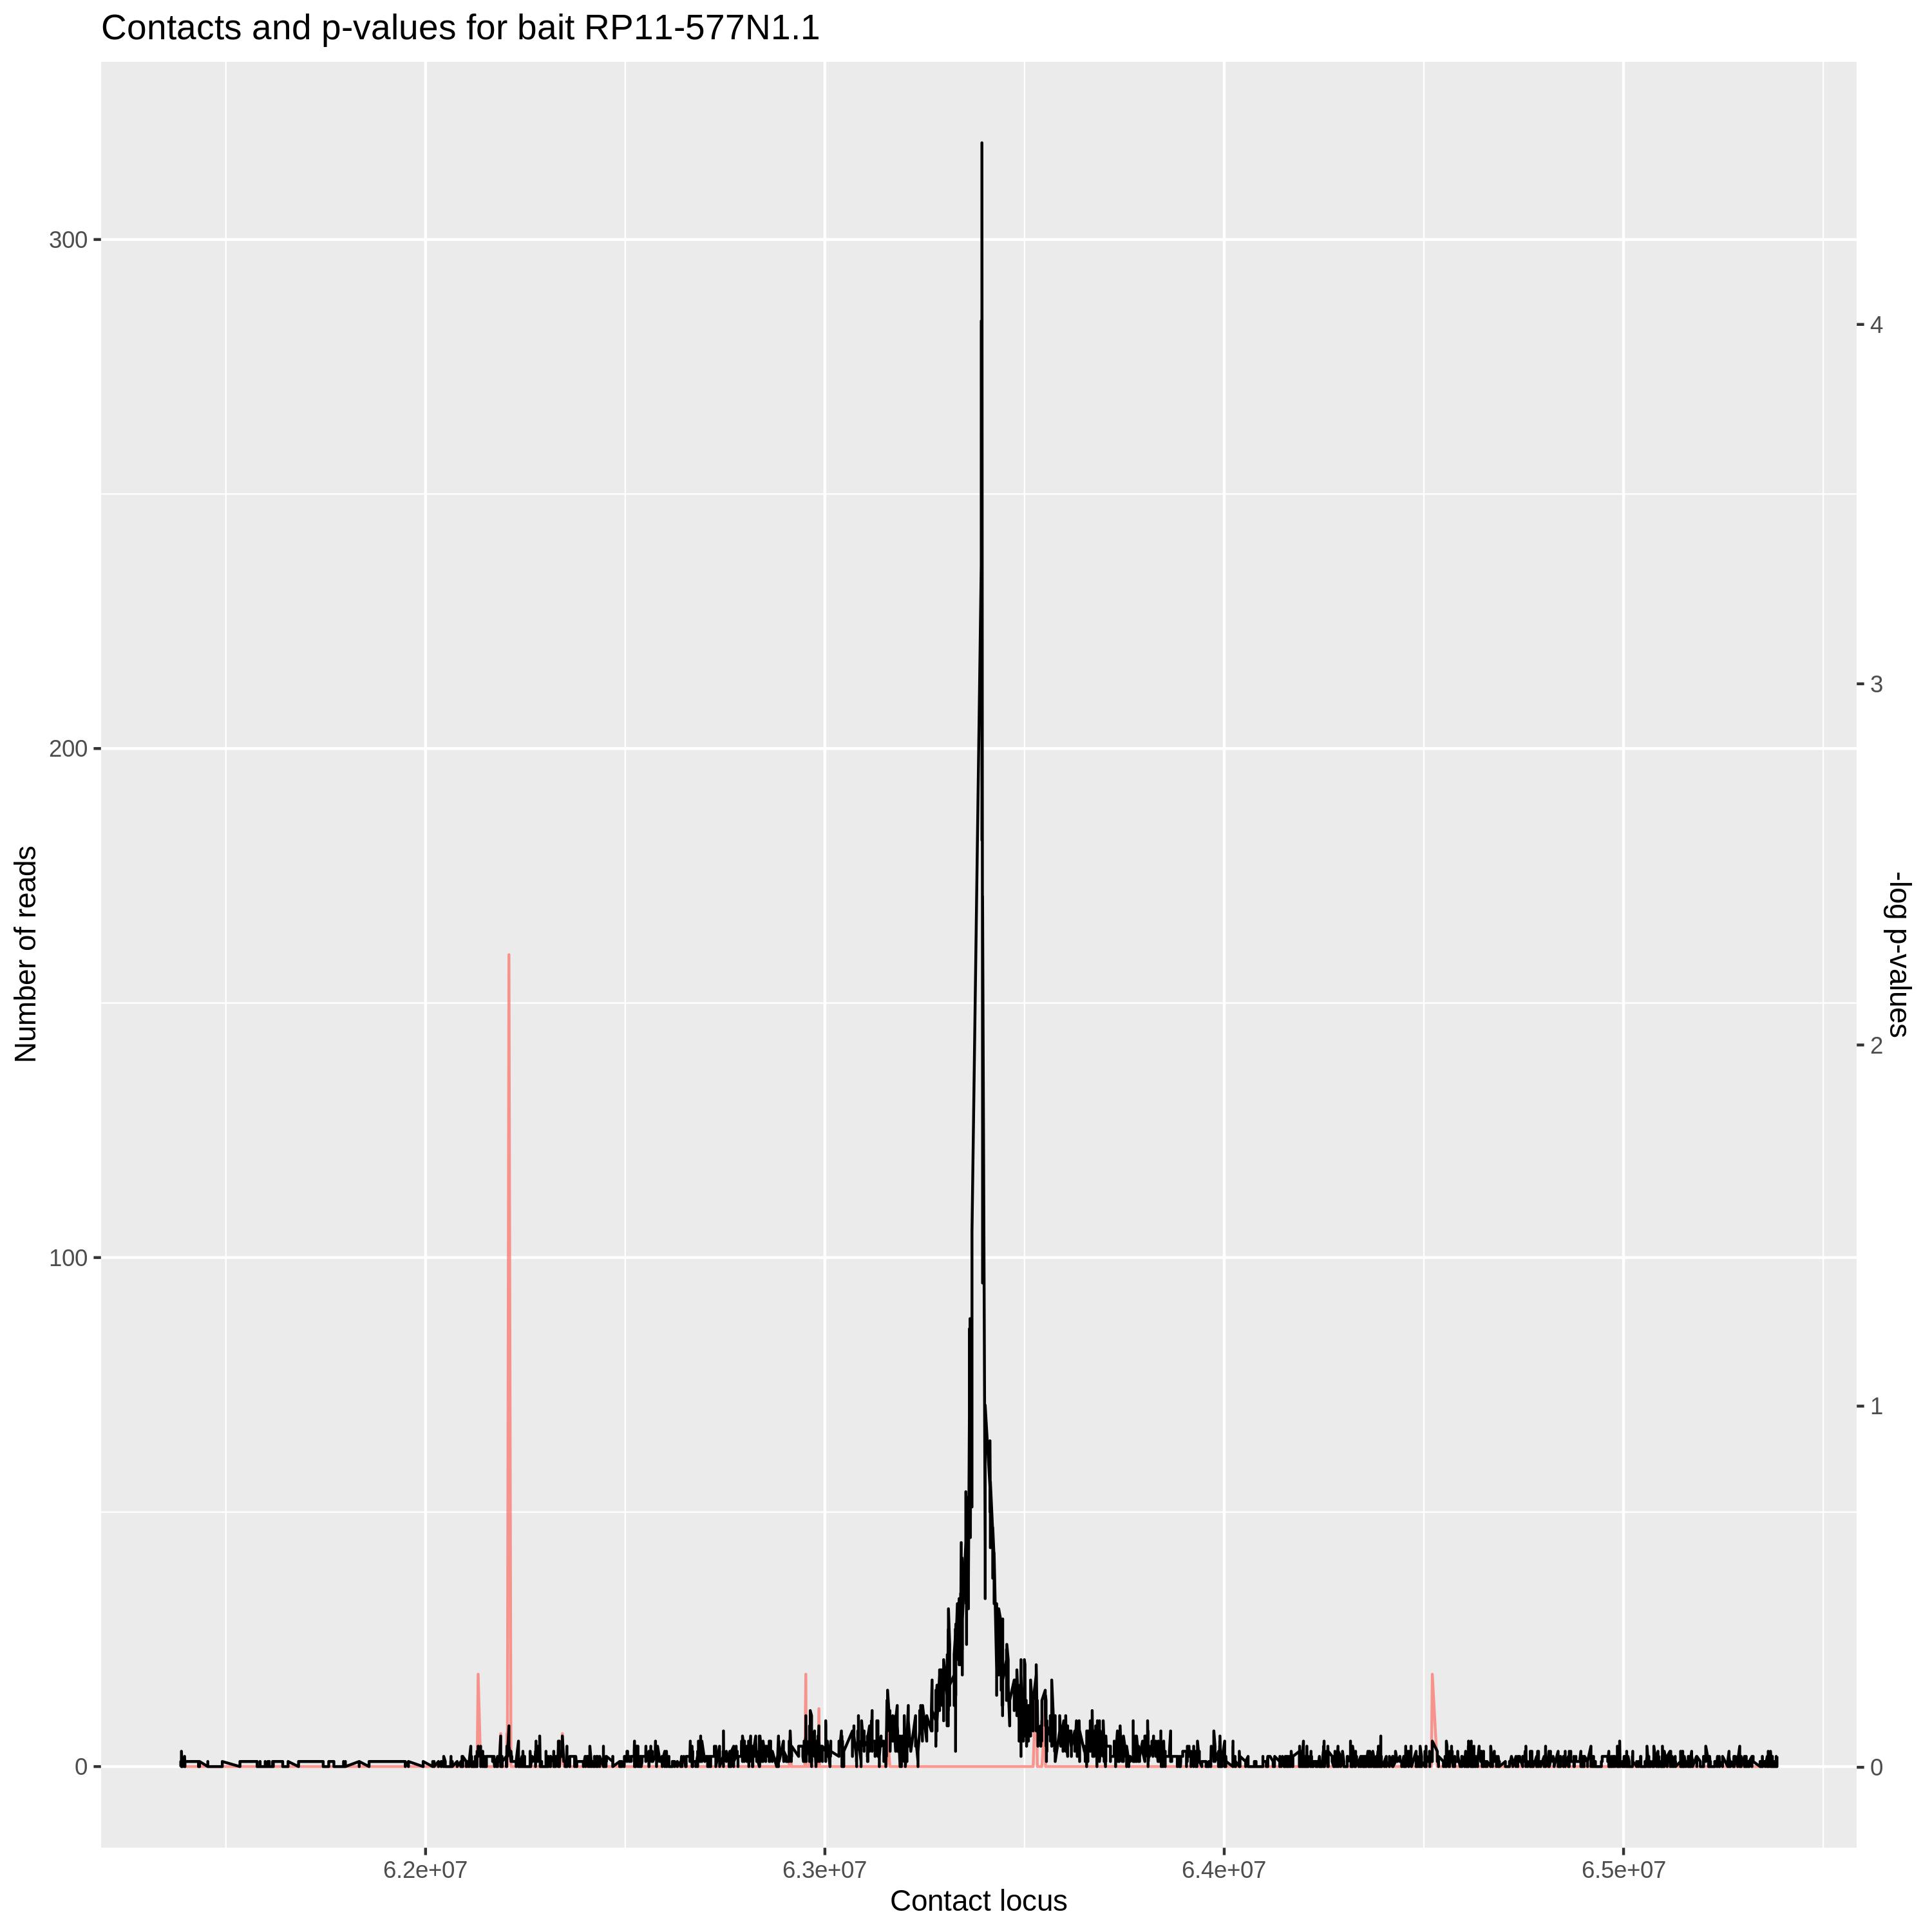 Contacts and p-values for bait RP11-577N1.1
300
200
100
0
Number of reads
4
3
2
1
0
-log p-values
6.2e+07
6.3e+07
6.4e+07
6.5e+07
Contact locus